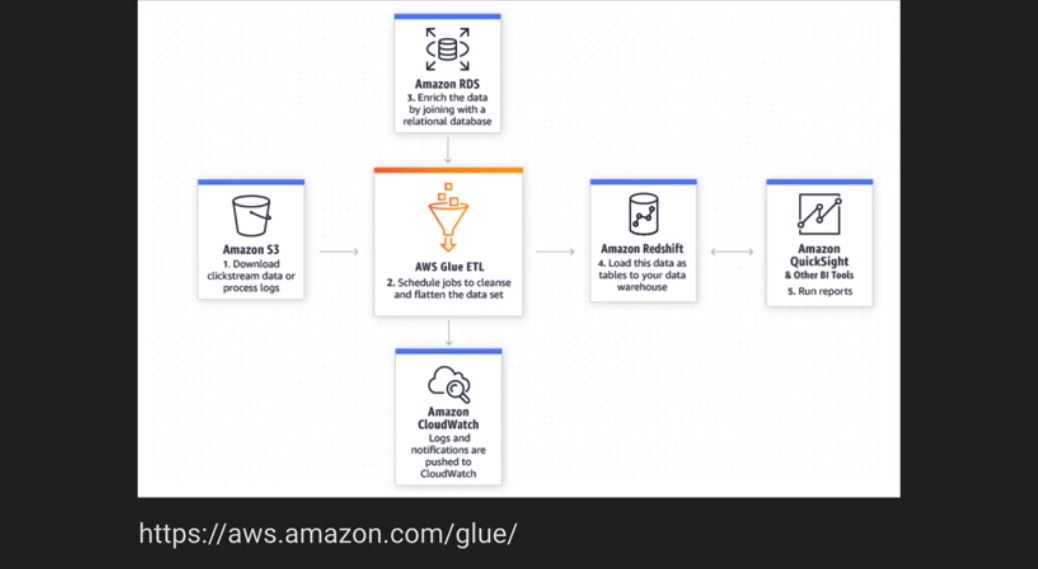 Amazon RDS
3. Enrich the data
by joining with a
relational database
Amazon S3
1. Download
clickstream data or
process logs
AWS Glue ETL
2. Schedule jobs to cleanse
and flatten the data set
Amazon Redshift
4. Load this data as
tables to your data
warehouse
Amazon
QuickSight
& Other BI Tools
5. Run reports
Amazon
CloudWatch
Logs and
notifications are
pushed to
CloudWatch
https://aws.amazon.com/glue/